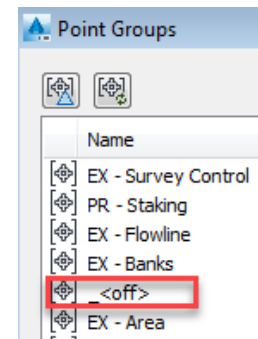 Point Groups
Name
EX - Survey Control
PR - Staking
EX - Flowline
EX - Banks
_<off>
EX - Area